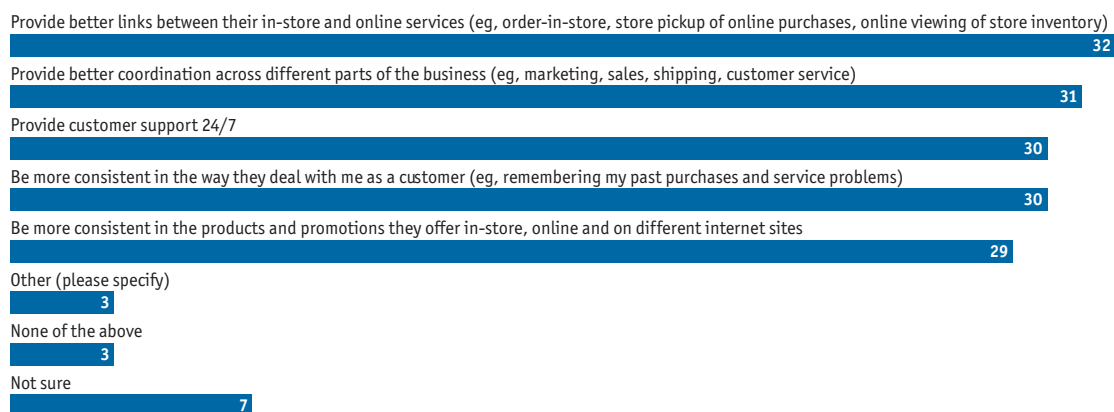 Provide better links between their in-store and online services (eg, order-in-store, store pickup of online purchases, online viewing of store inventory)
32
Provide better coordination across different parts of the business (eg, marketing, sales, shipping, customer service)
31
Provide customer support 24/7
30
Be more consistent in the way they deal with me as a customer (eg, remembering my past purchases and service problems)
30
Be more consistent in the products and promotions they offer in-store, online and on different internet sites
29
Other (please specify)
3
None of the above
3
Not sure
7